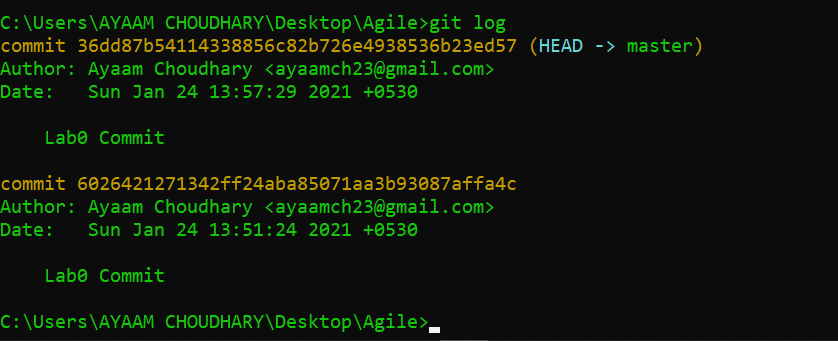 C:\Users\AYAAM CHOUDHARY\Desktop\Agile>git log
commit 36dd87b54114338856c82b726e4938536b23ed57 (HEAD -> master)
Author: Ayaam Choudhary <ayaamch23@gmail.com>
Date:   Sun Jan 24 13:57:29 2021 +0530
    Lab0 Commit
commit 6026421271342ff24aba85071aa3b93087affa4c
Author: Ayaam Choudhary <ayaamch23@gmail.com>
Date:   Sun Jan 24 13:51:24 2021 +0530
    Lab0 Commit
C:\Users\AYAAM CHOUDHARY\Desktop\Agile>